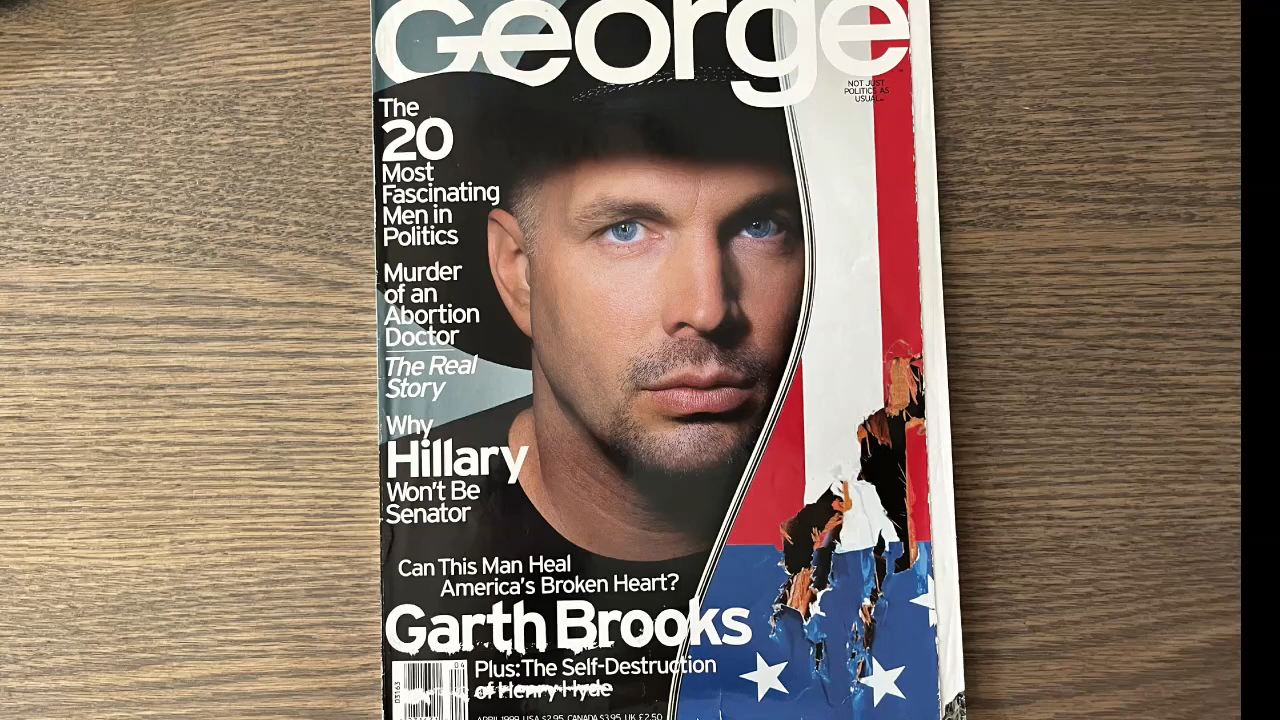 George
NOT JUST
POLITICS AS
USUAL
The
20
Most
Fascinating
Men in
Politics
Murder
of an
Abortion
Doctor
The Real
Story
Why
Hillary
Won't Be
Senator
Can This Man Heal
America's Broken Heart?
Garth Brooks
Plus: The Self-Destruction
of Henry Hyde
04
03163
APRIL 1999 USA $2.95 CANADA $3.95 UK £2.50